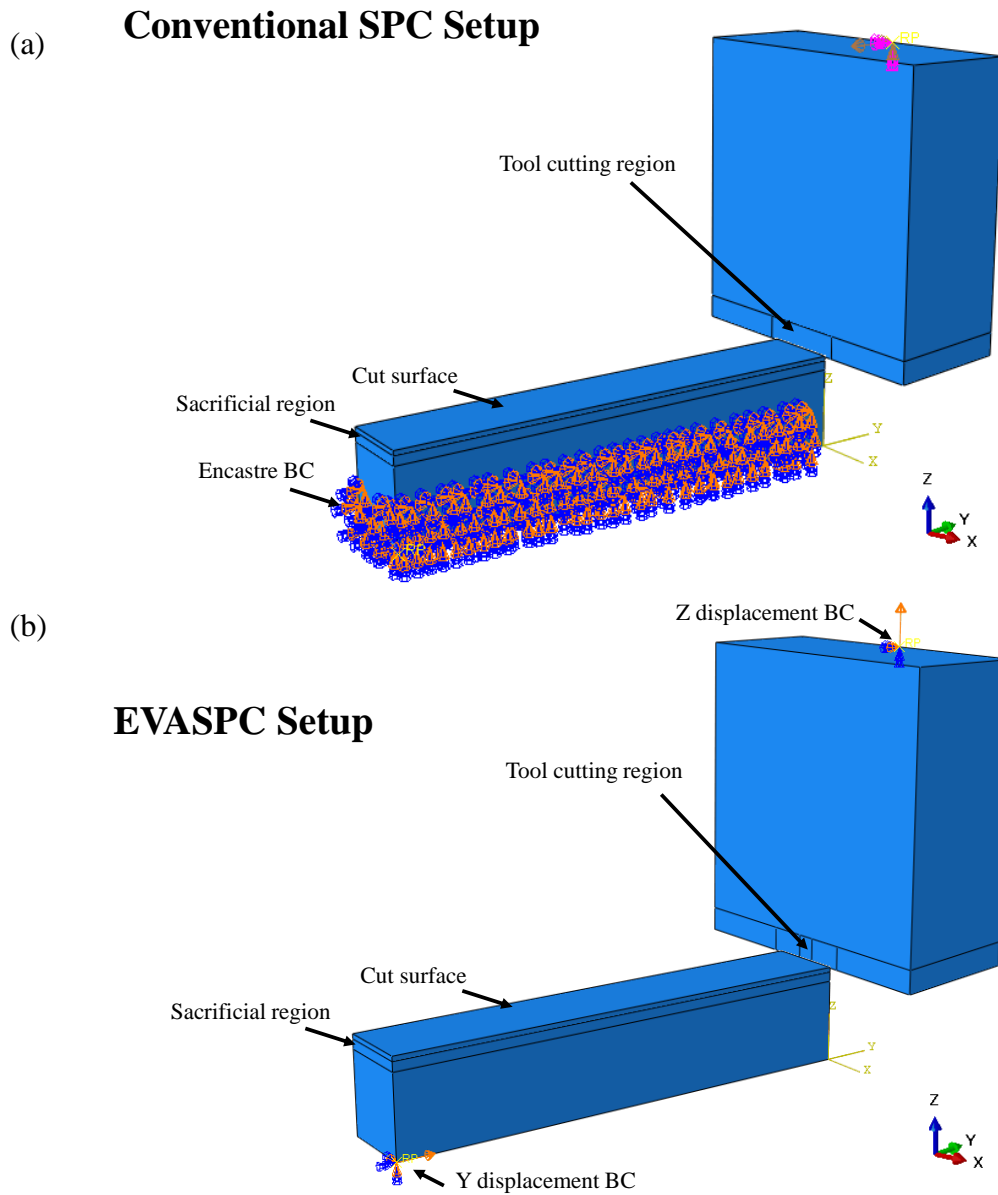 Conventional SPC Setup
(a)
RP
Tool cutting region
Cut surface
Sacrificial region
Encastre BC
RP
Z
Y
X
Z
Y
X
(b)
Z displacement BC
RP
EVASPC Setup
Tool cutting region
Cut surface
Sacrificial region
Z
Y
X
RP
Y displacement BC
Z
Y
X